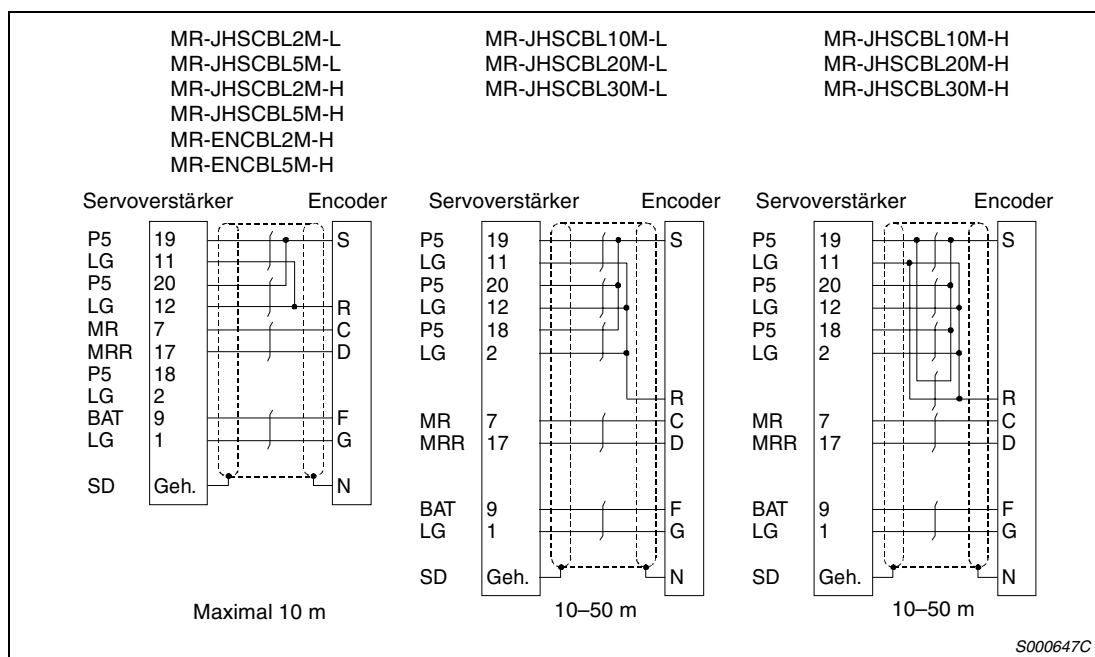 MR-JHSCBL2M-L
MR-JHSCBL5M-L
MR-JHSCBL2M-H
MR-JHSCBL5M-H
MR-ENCBL2M-H
MR-ENCBL5M-H
Servoverstärker Encoder
P5 19 S
LG 11
P5 20
LG 12 R
MR 7 C
MRR 17 D
P5 18
LG 2
BAT 9 F
LG 1 G
SD Geh. N
Maximal 10 m
MR-JHSCBL10M-L
MR-JHSCBL20M-L
MR-JHSCBL30M-L
Servoverstärker Encoder
P5 19 S
LG 11
P5 20
LG 12
P5 18
LG 2
R
MR 7 C
MRR 17 D
BAT 9 F
LG 1 G
SD Geh. N
10–50 m
MR-JHSCBL10M-H
MR-JHSCBL20M-H
MR-JHSCBL30M-H
Servoverstärker Encoder
P5 19 S
LG 11
P5 20
LG 12
P5 18
LG 2
R
MR 7 C
MRR 17 D
BAT 9 F
LG 1 G
SD Geh. N
10–50 m
S000647C